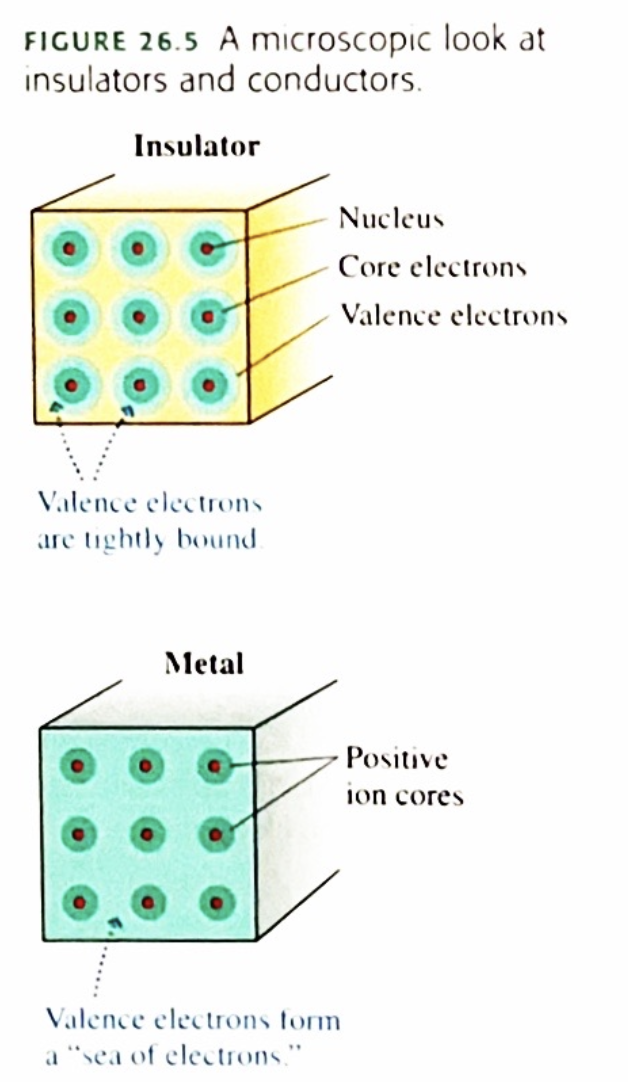 FIGURE 26.5 A microscopic look at
insulators and conductors.
Insulator
Nucleus
Core electrons
Valence electrons
Valence electrons
are tightly bound.
Metal
Positive
ion cores
Valence electrons form
a “sea of electrons.”